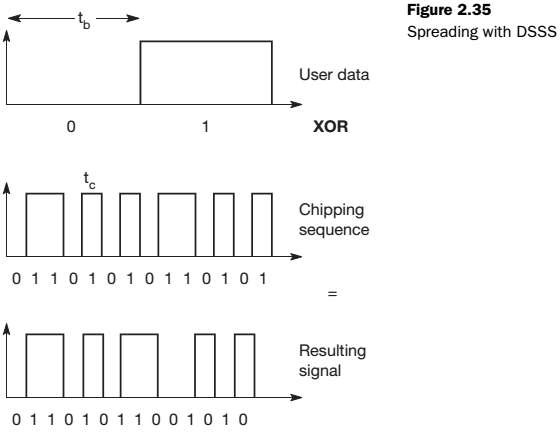 Figure 2.35
Spreading with DSSS
t_b
User data
0 1 XOR
t_c
Chipping
sequence
0 1 1 0 1 0 1 0 1 1 0 1 0 1
=
Resulting
signal
0 1 1 0 1 0 1 1 0 0 1 0 1 0